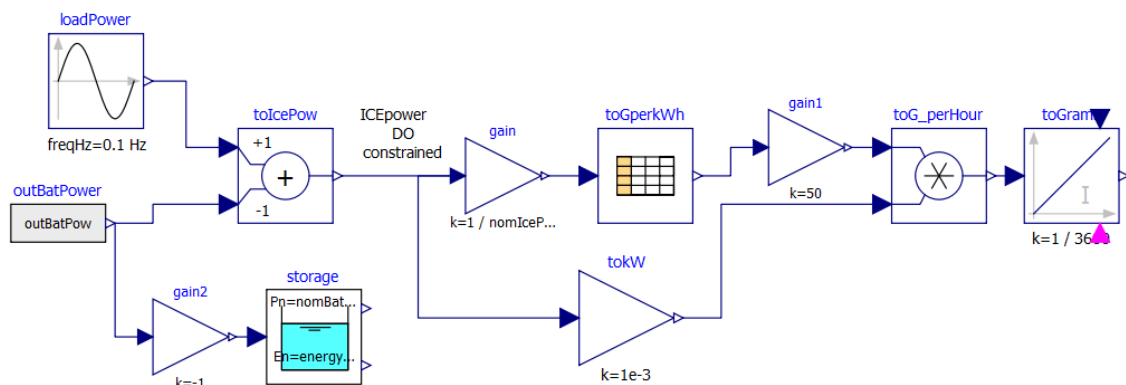 loadPower
freqHz=0.1 Hz
toIcePow
+1
+
-1
ICEpower
DO
constrained
gain
k=1 / nomIceP...
toGperkWh
gain1
k=50
toG_perHour
toGram
I
k=1 / 3600
outBatPower
outBatPow
gain2
k=-1
storage
Pn=nomBat...
En=energy...
tokW
k=1e-3